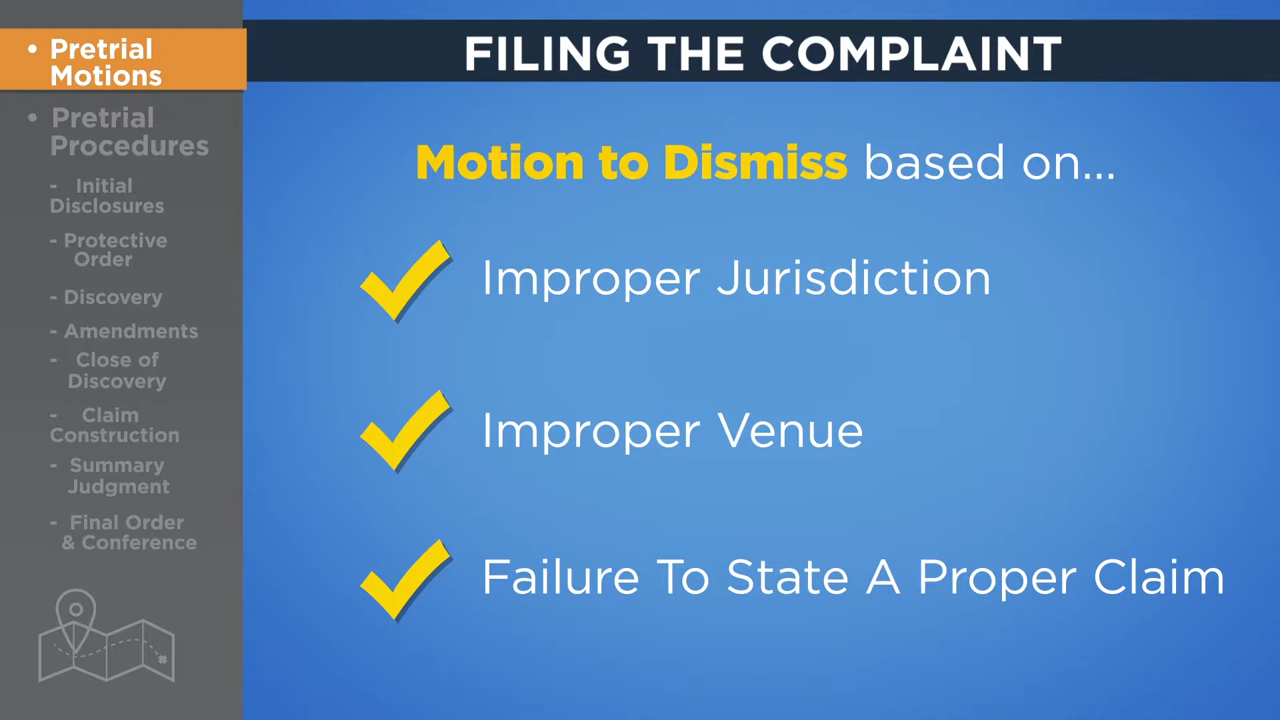 • Pretrial
Motions
• Pretrial
Procedures
- Initial
Disclosures
- Protective
Order
- Discovery
- Amendments
- Close of
Discovery
- Claim
Construction
- Summary
Judgment
- Final Order
& Conference
FILING THE COMPLAINT
Motion to Dismiss based on...
Improper Jurisdiction
Improper Venue
Failure To State A Proper Claim